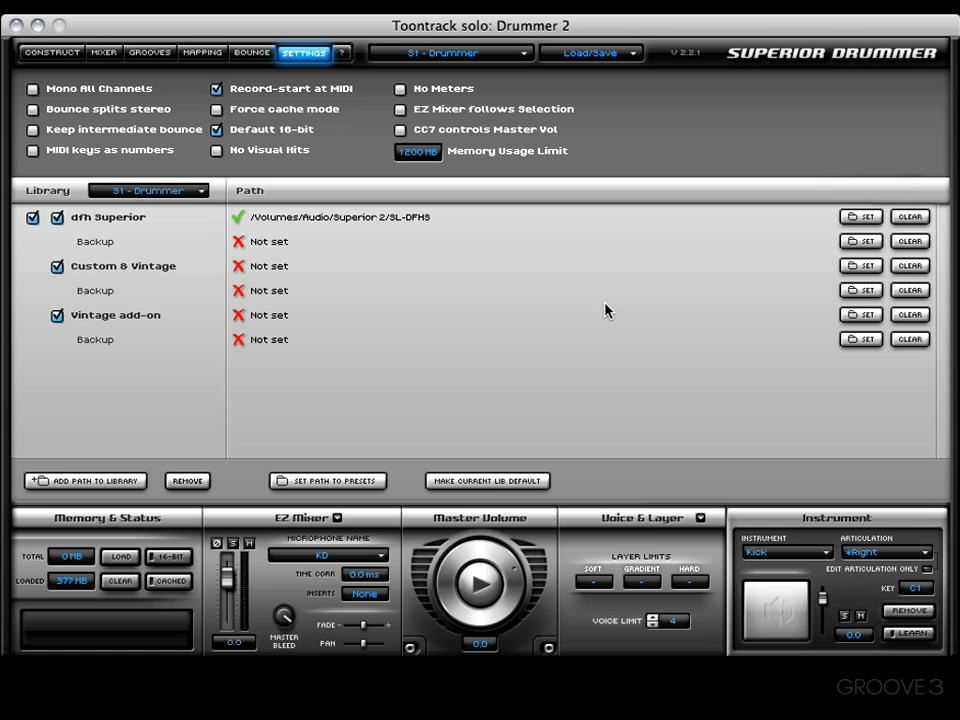 Toontrack solo: Drummer 2
CONSTRUCT MIXER GROOVES MAPPING BOUNCE SETTINGS ? S1 - Drummer Load/Save V 2.2.1 SUPERIOR DRUMMER
Mono All Channels Record-start at MIDI No Meters
Bounce splits stereo Force cache mode EZ Mixer follows Selection
Keep intermediate bounce Default 16-bit CC7 controls Master Vol
MIDI keys as numbers No Visual Hits 1200 MB Memory Usage Limit
Library S1 - Drummer Path
dfh Superior /Volumes/Audio/Superior 2/SL-DFHS SET CLEAR
Backup Not set SET CLEAR
Custom & Vintage Not set SET CLEAR
Backup Not set SET CLEAR
Vintage add-on Not set SET CLEAR
Backup Not set SET CLEAR
ADD PATH TO LIBRARY REMOVE SET PATH TO PRESETS MAKE CURRENT LIB DEFAULT
Memory & Status EZ Mixer Master Volume Voice & Layer Instrument
TOTAL 0 MB LOAD 16-BIT
LOADED 377 MB CLEAR CACHED
S M
MICROPHONE NAME
KD
TIME CORR 0.0 ms
INSERTS None
FADE - +
PAN
MASTER BLEED
0.0
0.0
LAYER LIMITS
SOFT GRADIENT HARD
- - -
VOICE LIMIT 4
INSTRUMENT ARTICULATION
Kick *Right
EDIT ARTICULATION ONLY
KEY C1
S M REMOVE
0.0 LEARN
GROOVE3